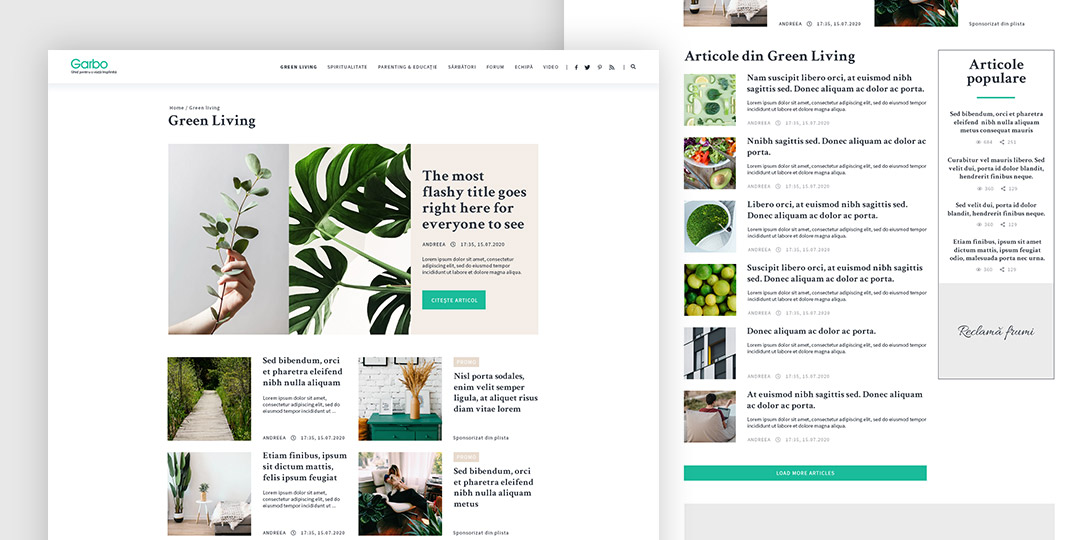 Garbo
GREEN LIVING SPIRITUALITATE PARENTING & EDUCAȚIE SĂRBĂTORI FORUM ECHIPĂ VIDEO
Home / Green living
Green Living
The most
flashy title goes
right here for
everyone to see
ANDREEA 17:35, 15.07.2020
Lorem ipsum dolor sit amet, consectetur
adipiscing elit, sed do eiusmod tempor
incididunt ut labore et dolore magna aliqua.
CITEȘTE ARTICOL
Sed bibendum, orci
et pharetra eleifend
nibh nulla aliquam
Lorem ipsum dolor sit amet,
consectetur adipiscing elit, sed do
eiusmod tempor incididunt ut ...
ANDREEA 17:35, 15.07.2020
PROMO
Nisl porta sodales,
enim velit semper
ligula, at aliquet risus
diam vitae lorem
Sponsorizat din plista
Etiam finibus, ipsum
sit dictum mattis,
felis ipsum feugiat
Lorem ipsum dolor sit amet,
consectetur adipiscing elit, sed do
eiusmod tempor incididunt ut ...
ANDREEA 17:35, 15.07.2020
PROMO
Sed bibendum, orci
et pharetra eleifend
nibh nulla aliquam
metus
Sponsorizat din plista
ANDREEA 17:35, 15.07.2020
Sponsorizat din plista
Articole din Green Living
Nam suscipit libero orci, at euismod nibh
sagittis sed. Donec aliquam ac dolor ac porta.
Lorem ipsum dolor sit amet, consectetur adipiscing elit, sed do eiusmod tempor
incididunt ut labore et dolore magna aliqua.
ANDREEA 17:35, 15.07.2020
Nnibh sagittis sed. Donec aliquam ac dolor ac
porta.
Lorem ipsum dolor sit amet, consectetur adipiscing elit, sed do eiusmod tempor
incididunt ut labore et dolore magna aliqua.
ANDREEA 17:35, 15.07.2020
Libero orci, at euismod nibh sagittis sed.
Donec aliquam ac dolor ac porta.
Lorem ipsum dolor sit amet, consectetur adipiscing elit, sed do eiusmod tempor
incididunt ut labore et dolore magna aliqua.
ANDREEA 17:35, 15.07.2020
Suscipit libero orci, at euismod nibh sagittis
sed. Donec aliquam ac dolor ac porta.
Lorem ipsum dolor sit amet, consectetur adipiscing elit, sed do eiusmod tempor
incididunt ut labore et dolore magna aliqua.
ANDREEA 17:35, 15.07.2020
Donec aliquam ac dolor ac porta.
Lorem ipsum dolor sit amet, consectetur adipiscing elit, sed do eiusmod tempor
incididunt ut labore et dolore magna aliqua.
ANDREEA 17:35, 15.07.2020
At euismod nibh sagittis sed. Donec aliquam
ac dolor ac porta.
Lorem ipsum dolor sit amet, consectetur adipiscing elit, sed do eiusmod tempor
incididunt ut labore et dolore magna aliqua.
ANDREEA 17:35, 15.07.2020
LOAD MORE ARTICLES
Articole
populare
Sed bibendum, orci et pharetra
eleifend nibh nulla aliquam
metus consequat mauris
684 251
Curabitur vel mauris libero. Sed
velit dui, porta id dolor blandit,
hendrerit finibus neque.
360 129
Sed velit dui, porta id dolor
blandit, hendrerit finibus neque.
360 129
Etiam finibus, ipsum sit amet
dictum mattis, ipsum feugiat
odio, malesuada porta nec urna.
360 129
Reclamă frumi